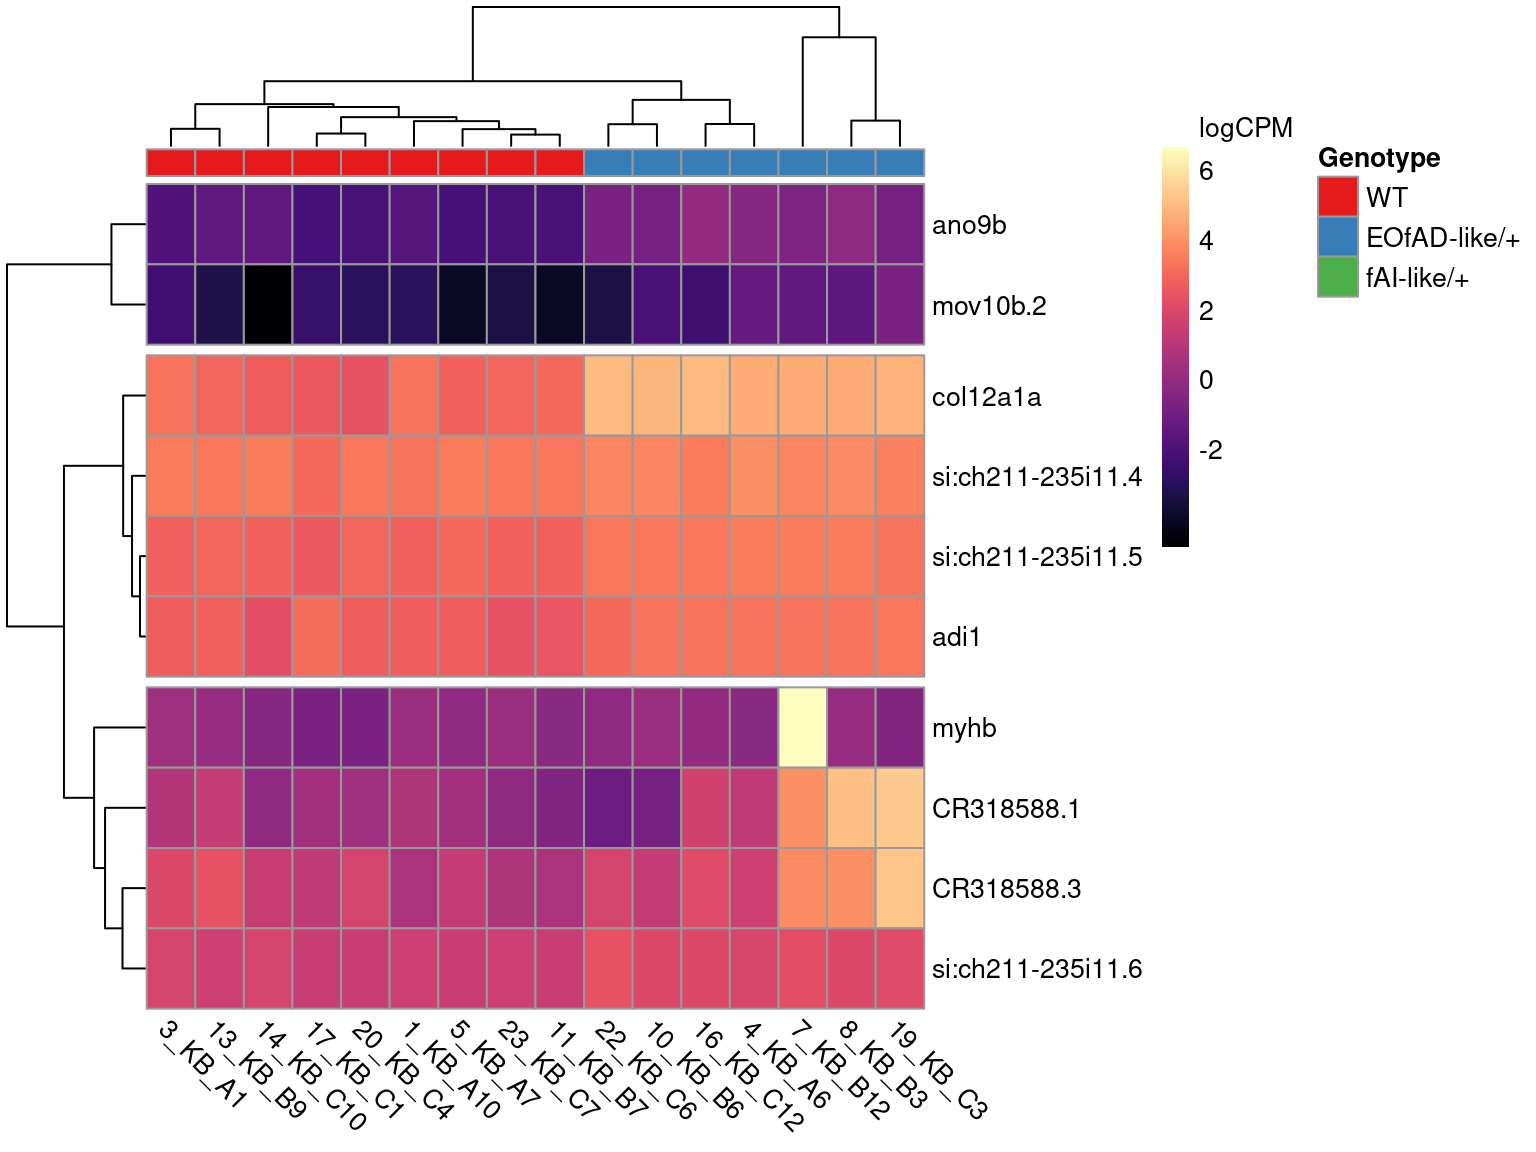 logCPM
6
4
2
0
-2
Genotype
WT
EOfAD-like/+
fAI-like/+
ano9b
mov10b.2
col12a1a
si:ch211-235i11.4
si:ch211-235i11.5
adi1
myhb
CR318588.1
CR318588.3
si:ch211-235i11.6
3_KB_A1
13_KB_B9
14_KB_C10
17_KB_C1
20_KB_C4
1_KB_A10
5_KB_A7
23_KB_C7
11_KB_B7
22_KB_C6
10_KB_B6
16_KB_C12
4_KB_A6
7_KB_B12
8_KB_B3
19_KB_C3